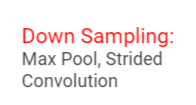 Down Sampling:
Max Pool, Strided
Convolution